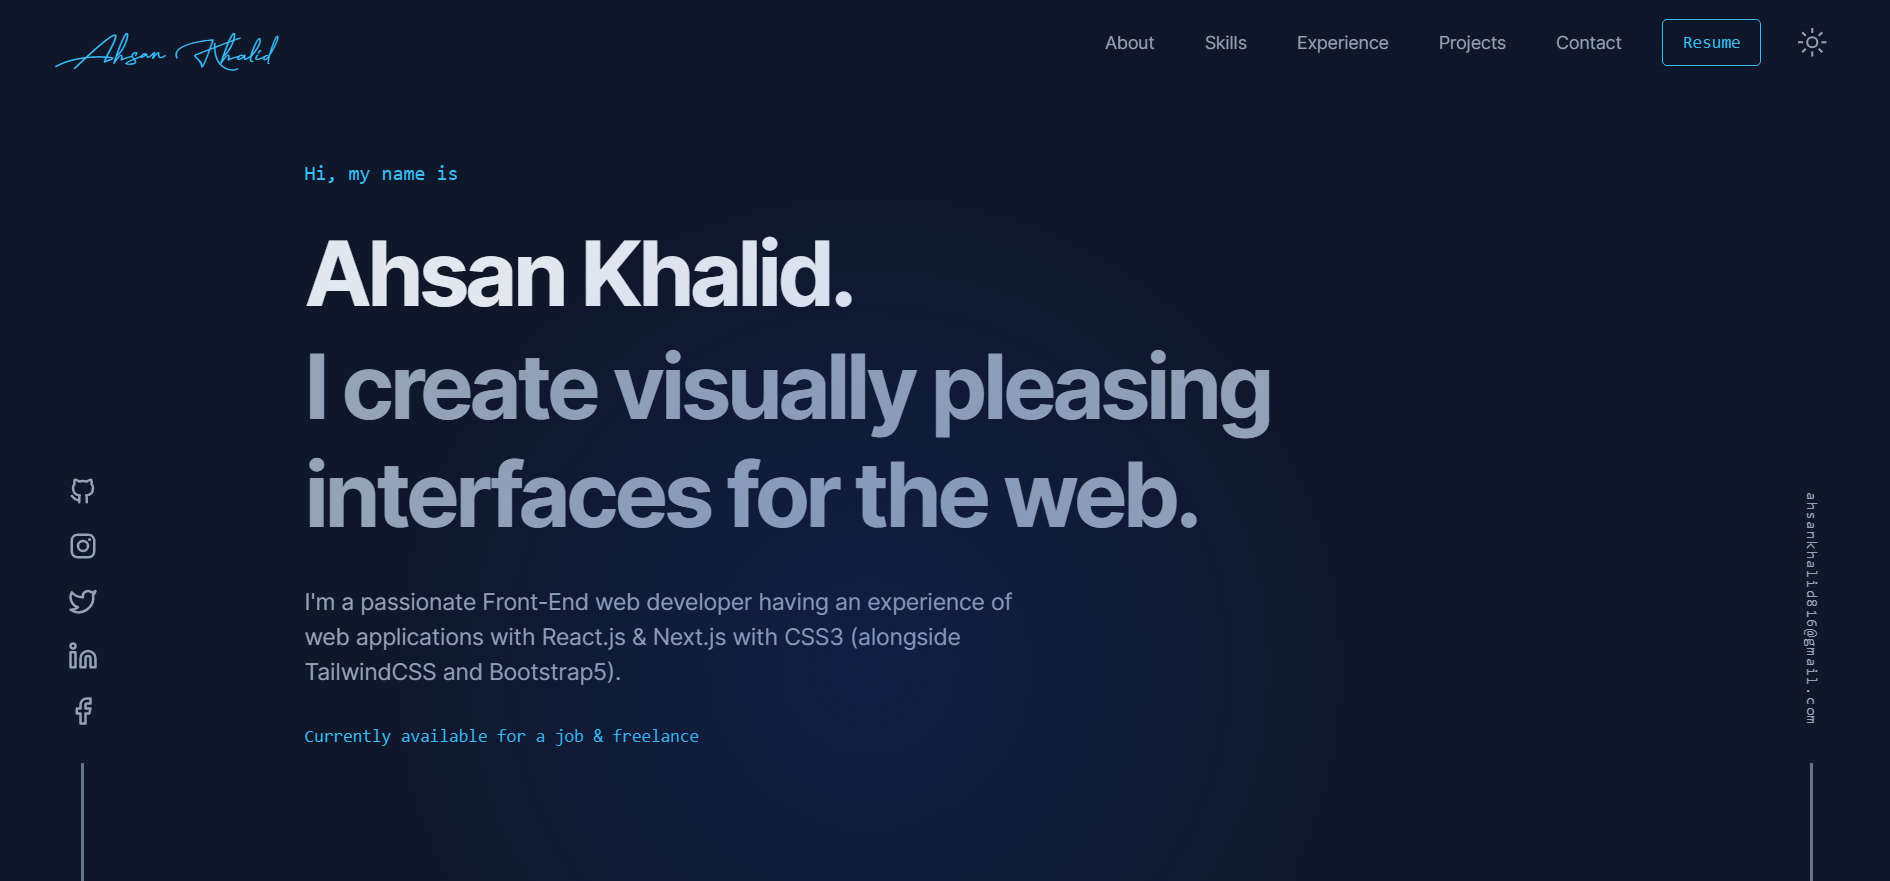 Ahsan Khalid
About
Skills
Experience
Projects
Contact
Resume
Hi, my name is
Ahsan Khalid.
I create visually pleasing
interfaces for the web.
I'm a passionate Front-End web developer having an experience of
web applications with React.js & Next.js with CSS3 (alongside
TailwindCSS and Bootstrap5).
Currently available for a job & freelance
ahsankhalid816@gmail.com